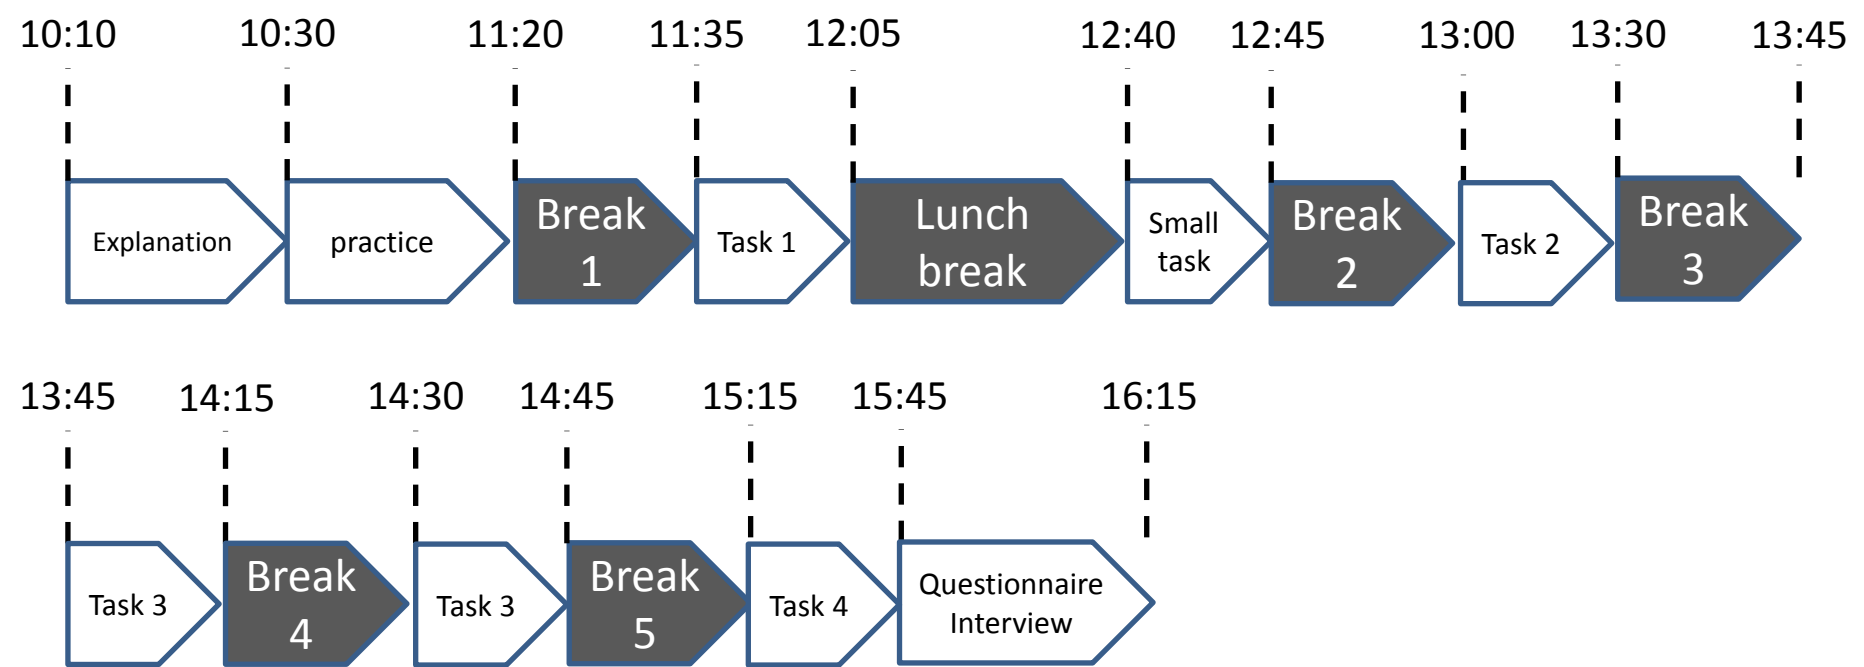 10:10 10:30 11:20 11:35 12:05 12:40 12:45 13:00 13:30 13:45
Explanation
practice
Break
1
Task 1
Lunch
break
Small
task
Break
2
Task 2
Break
3
13:45 14:15 14:30 14:45 15:15 15:45 16:15
Task 3
Break
4
Task 3
Break
5
Task 4
Questionnaire
Interview